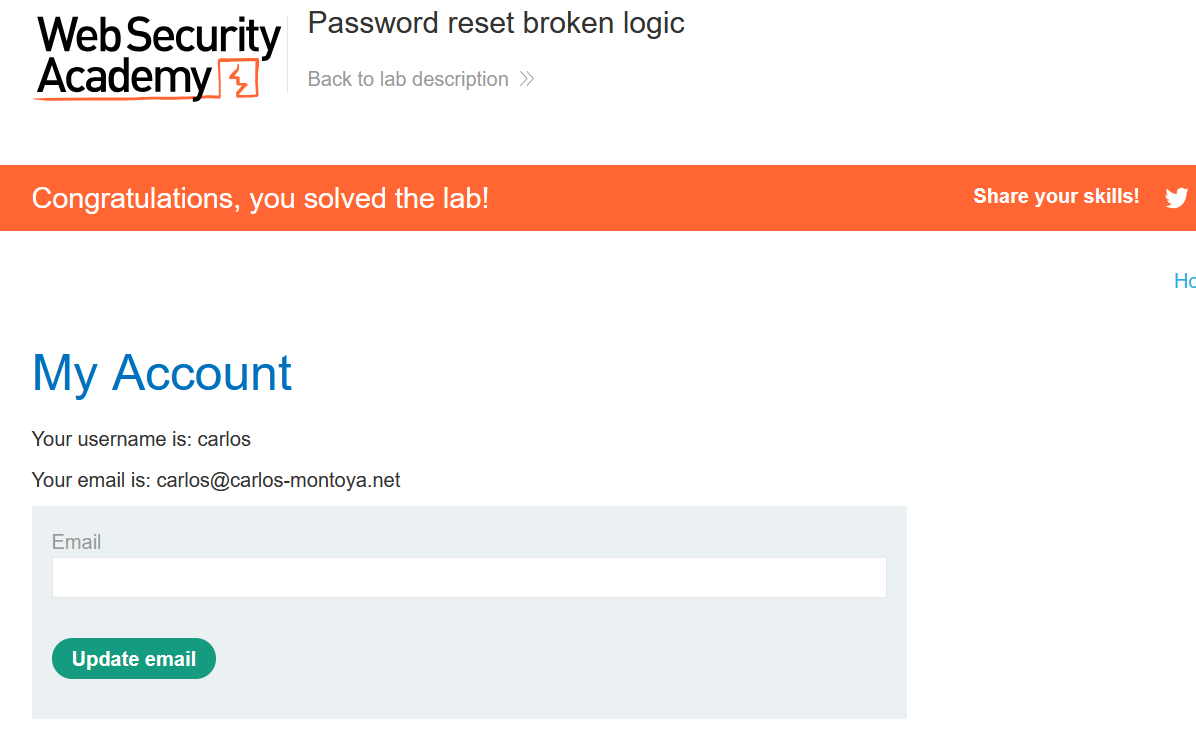 Web Security
Academy
Password reset broken logic
Back to lab description
Congratulations, you solved the lab!
Share your skills!
My Account
Your username is: carlos
Your email is: carlos@carlos-montoya.net
Email
Update email